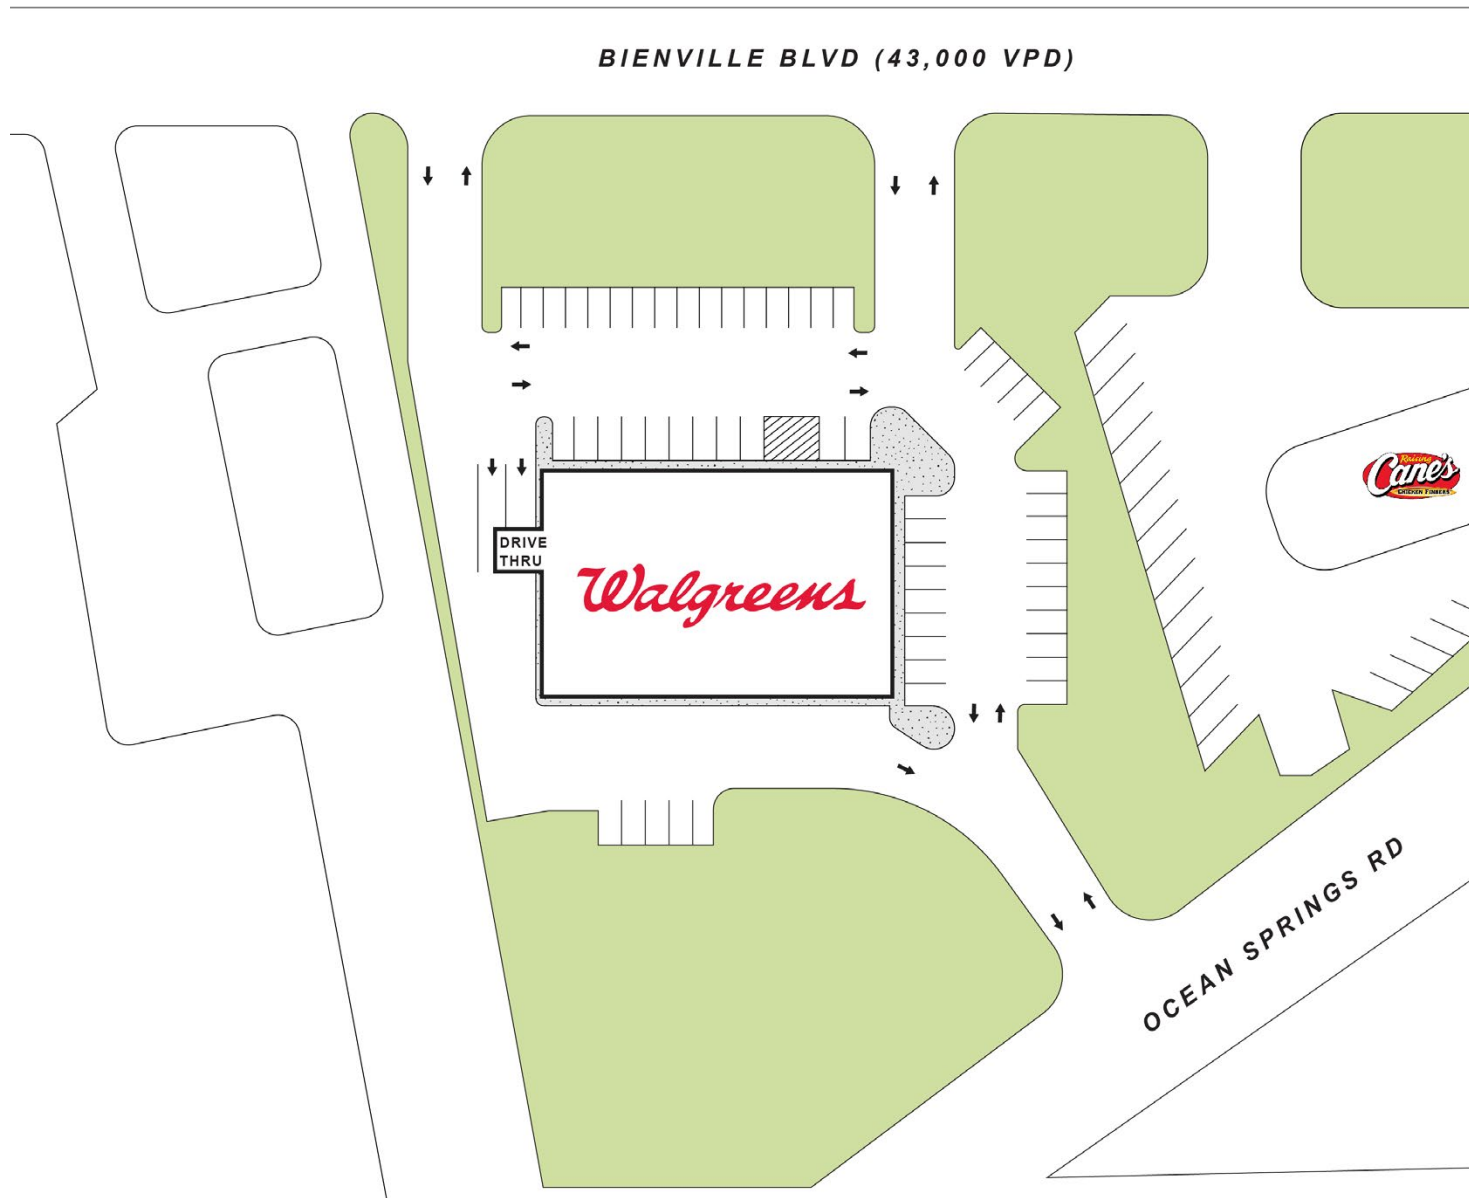 BIENVILLE BLVD (43,000 VPD)
Raising
Cane's
CHICKEN FINGERS
DRIVE
THRU
Walgreens
OCEAN SPRINGS RD